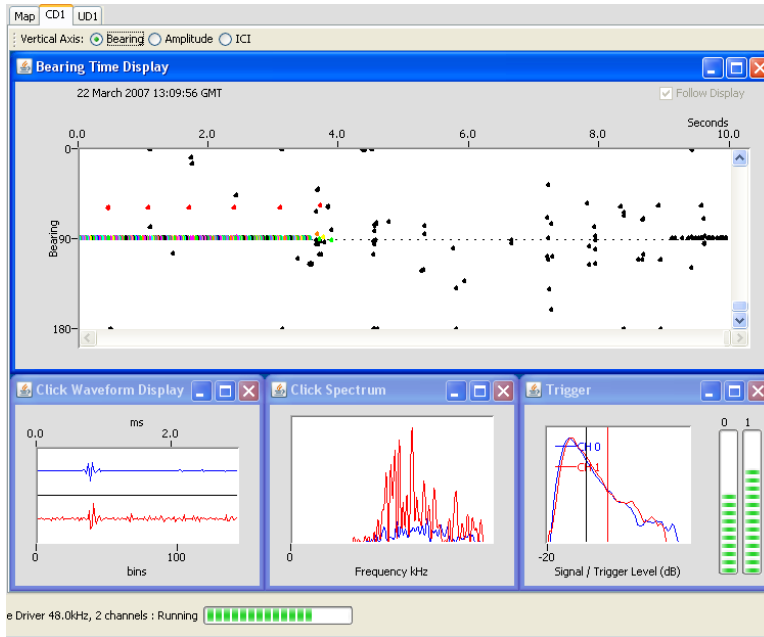 Map CD1 UD1
Vertical Axis: Bearing Amplitude ICI
Bearing Time Display
22 March 2007 13:09:56 GMT Follow Display
Seconds
0.0 2.0 4.0 6.0 8.0 10.0
0
Bearing
90
180
Click Waveform Display
ms
0.0 2.0
0 100
bins
Click Spectrum
0
Frequency kHz
Trigger
0 1
CH 0
CH 1
-20
Signal / Trigger Level (dB)
e Driver 48.0kHz, 2 channels : Running